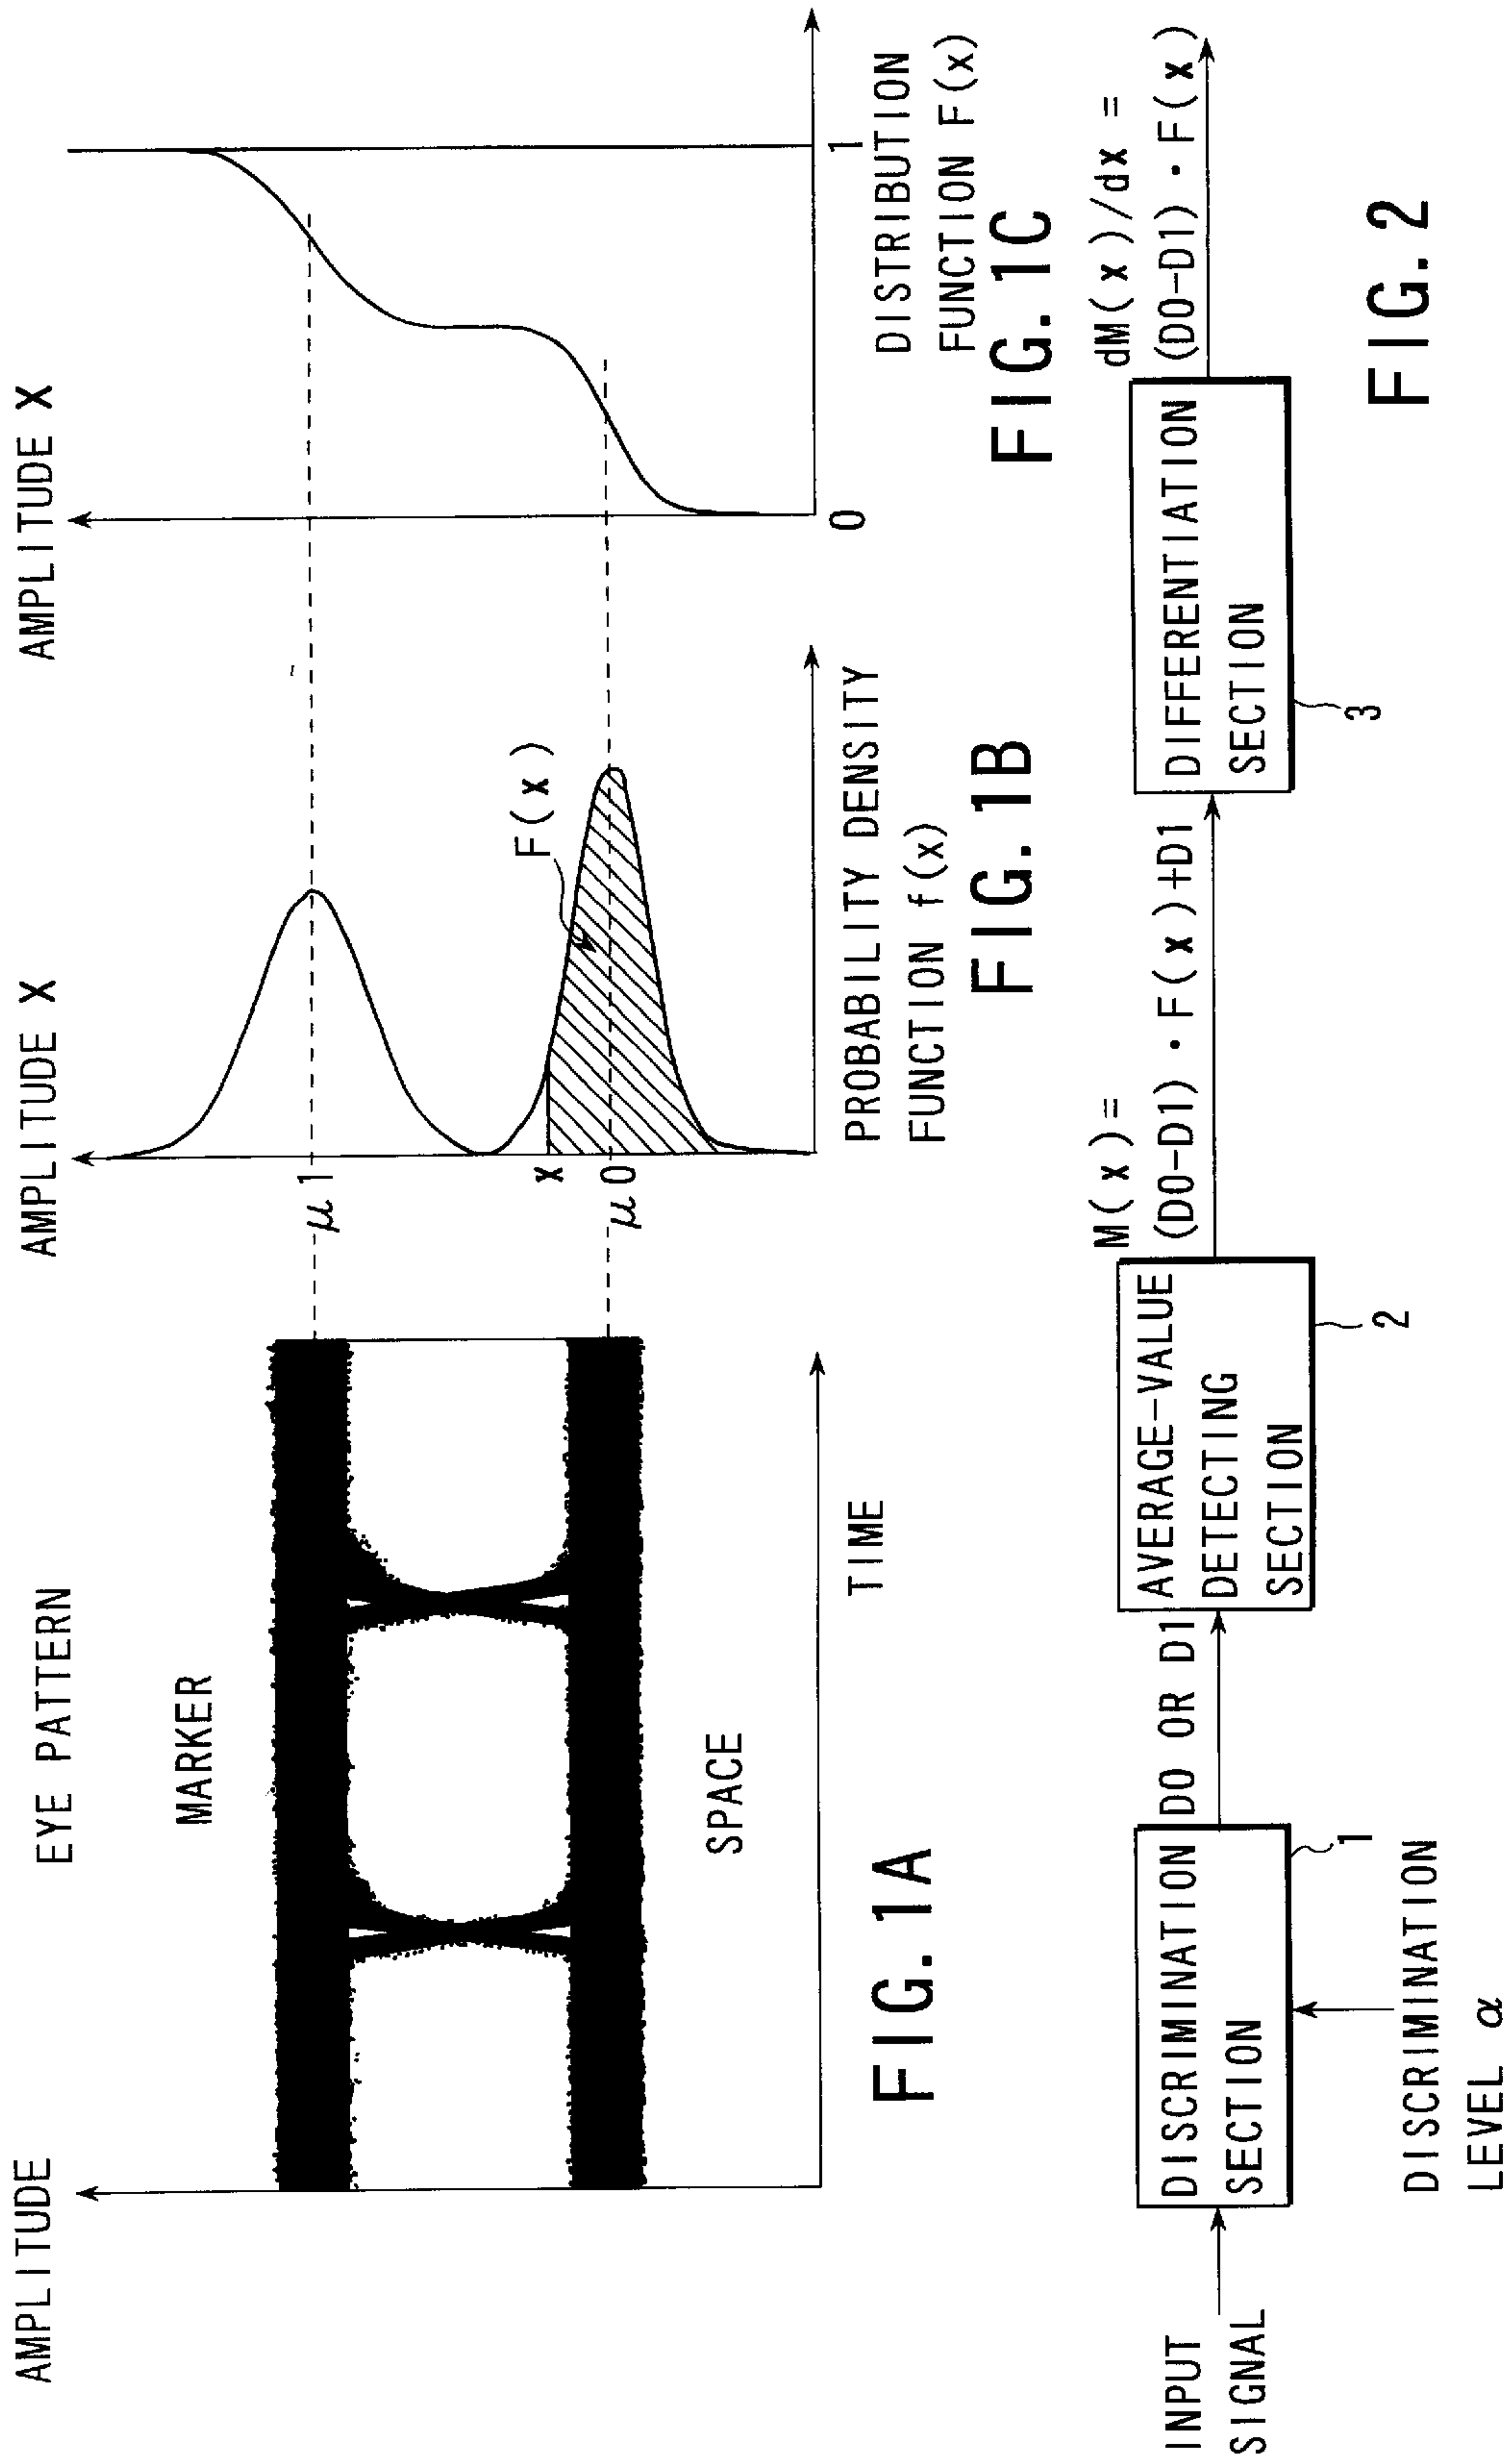 AMPLITUDE
EYE PATTERN
MARKER
SPACE
TIME
FIG. 1A
AMPLITUDE X
μ1
x
μ0
F(x)
PROBABILITY DENSITY
FUNCTION f(x)
FIG. 1B
AMPLITUDE X
0
1
DISTRIBUTION
FUNCTION F(x)
FIG. 1C
INPUT
SIGNAL
DISCRIMINATION
SECTION
1
DISCRIMINATION
LEVEL α
D0 OR D1
AVERAGE-VALUE
DETECTING
SECTION
2
M(x)=
(D0-D1)・F(x)+D1
DIFFERENTIATION
SECTION
3
dM(x)/dx =
(D0-D1)・F(x)
FIG. 2